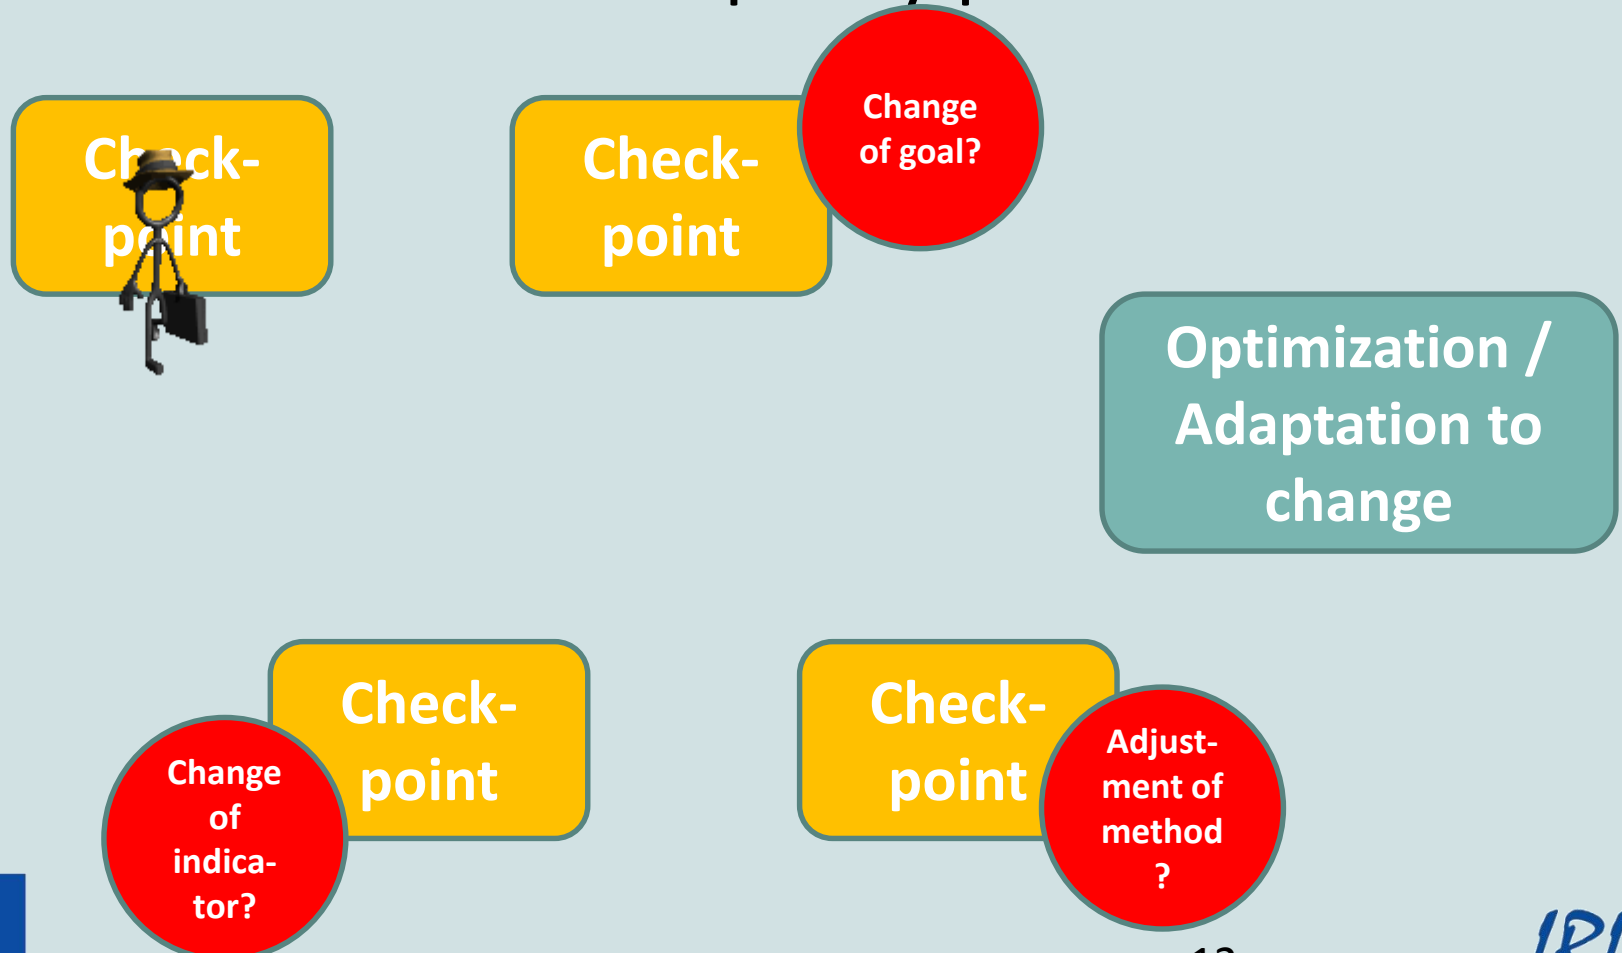 Check-
point
Check-
point
Change
of goal?
Optimization /
Adaptation to
change
Check-
point
Change
of
indica-
tor?
Check-
point
Adjust-
ment of
method
?